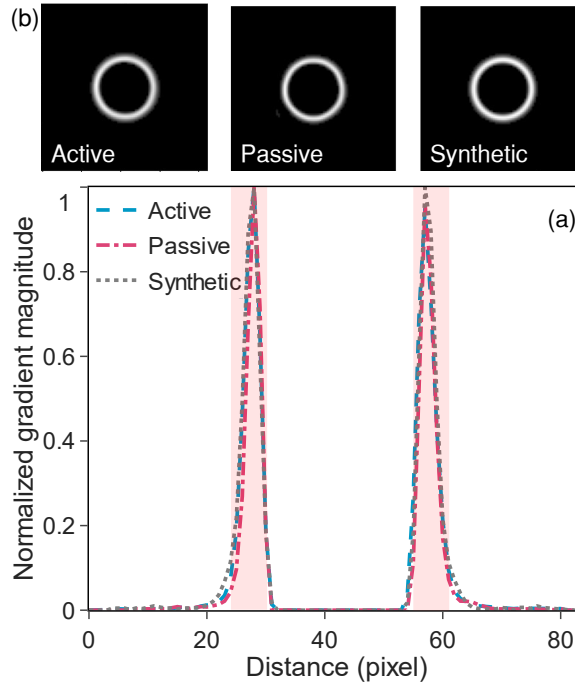 (b)
Active
Passive
Synthetic
(a)
Active
Passive
Synthetic
Normalized gradient magnitude
1
0.8
0.6
0.4
0.2
0
0
20
40
60
80
Distance (pixel)